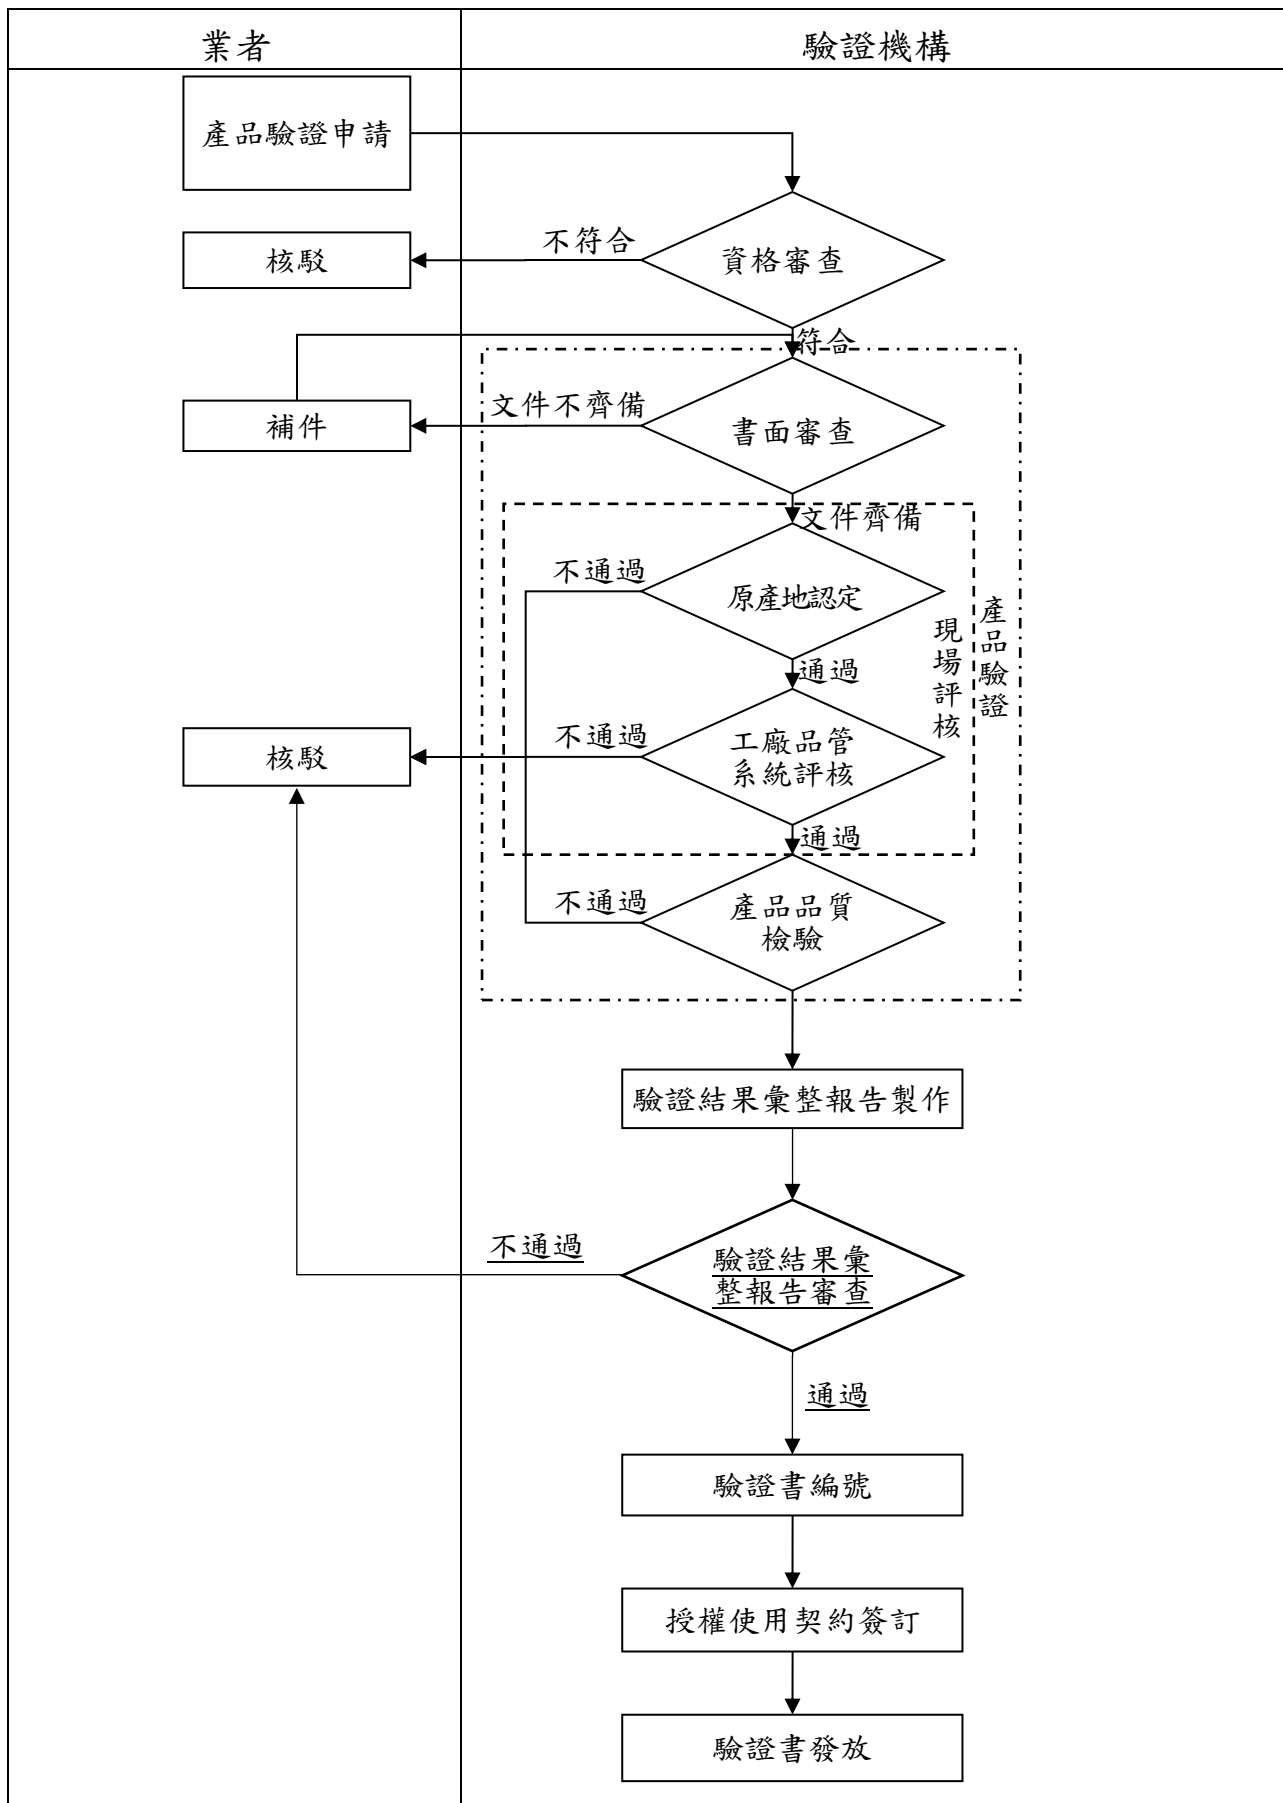 業者
驗證機構
產品驗證申請
不符合
核駁
資格審查
符合
文件不齊備
補件
書面審查
文件齊備
不通過
原產地認定
現場評核
產品驗證
通過
不通過
核駁
工廠品管
系統評核
通過
不通過
產品品質
檢驗
驗證結果彙整報告製作
不通過
驗證結果彙
整報告審查
通過
驗證書編號
授權使用契約簽訂
驗證書發放